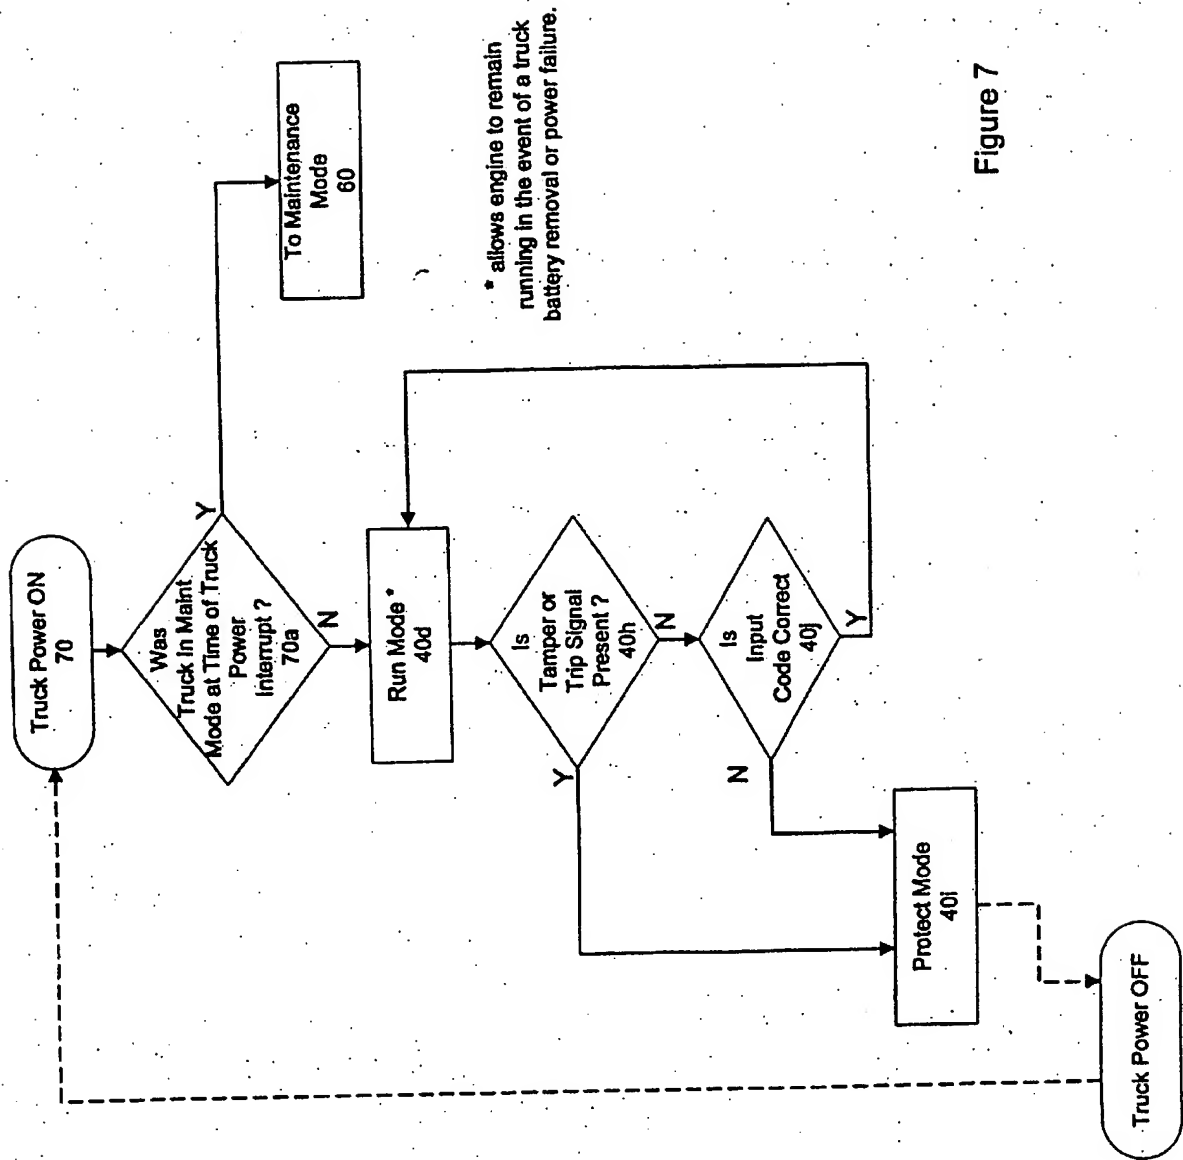 Truck Power ON
70
Was
Truck In Maint
Mode at Time of Truck
Power
Interrupt ?
70a
Y
N
To Maintenance
Mode
60
Run Mode *
40d
* allows engine to remain
running in the event of a truck
battery removal or power failure.
Is
Tamper or
Trip Signal
Present ?
40h
Y
N
Is
Input
Code Correct
40j
N
Y
Protect Mode
40i
Truck Power OFF
Figure 7